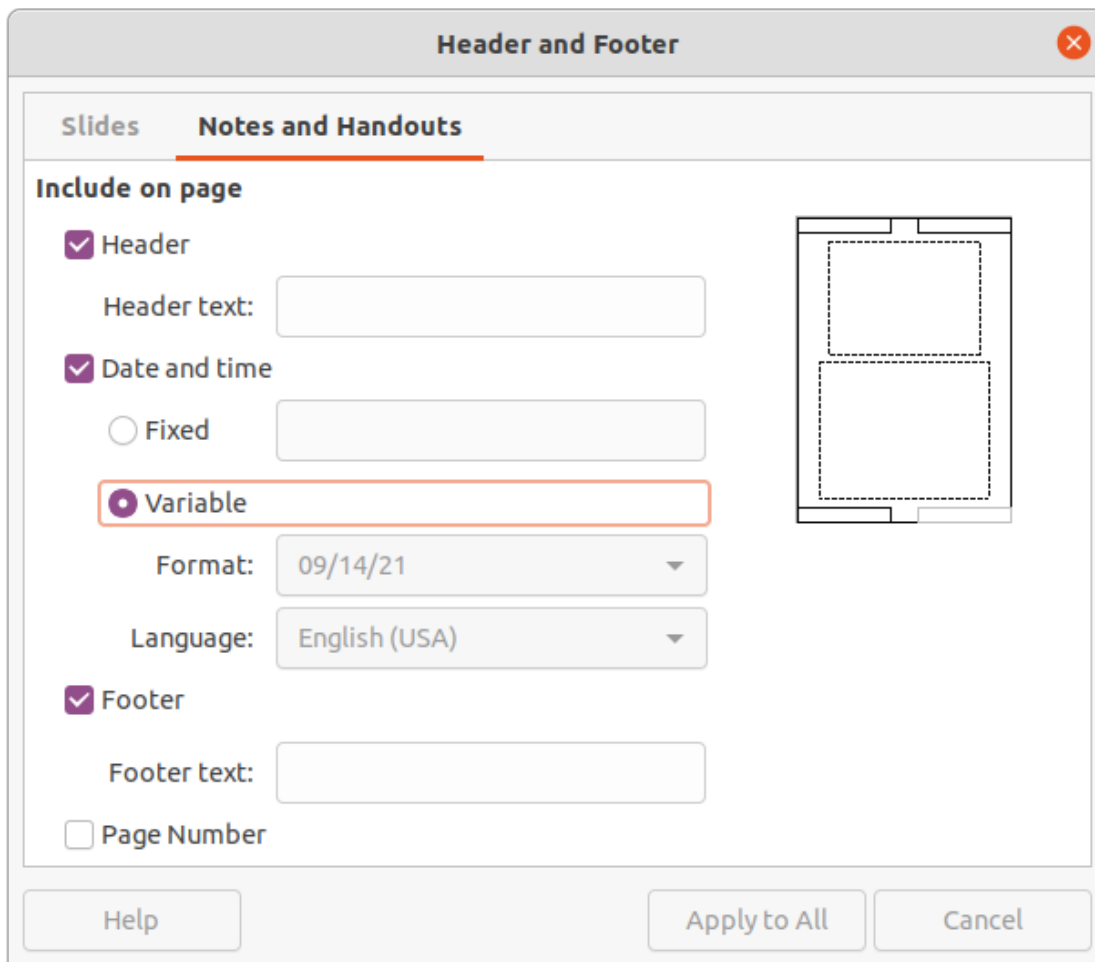 Header and Footer
Slides Notes and Handouts
Include on page
Header
Header text:
Date and time
Fixed
Variable
Format: 09/14/21
Language: English (USA)
Footer
Footer text:
Page Number
Help Apply to All Cancel